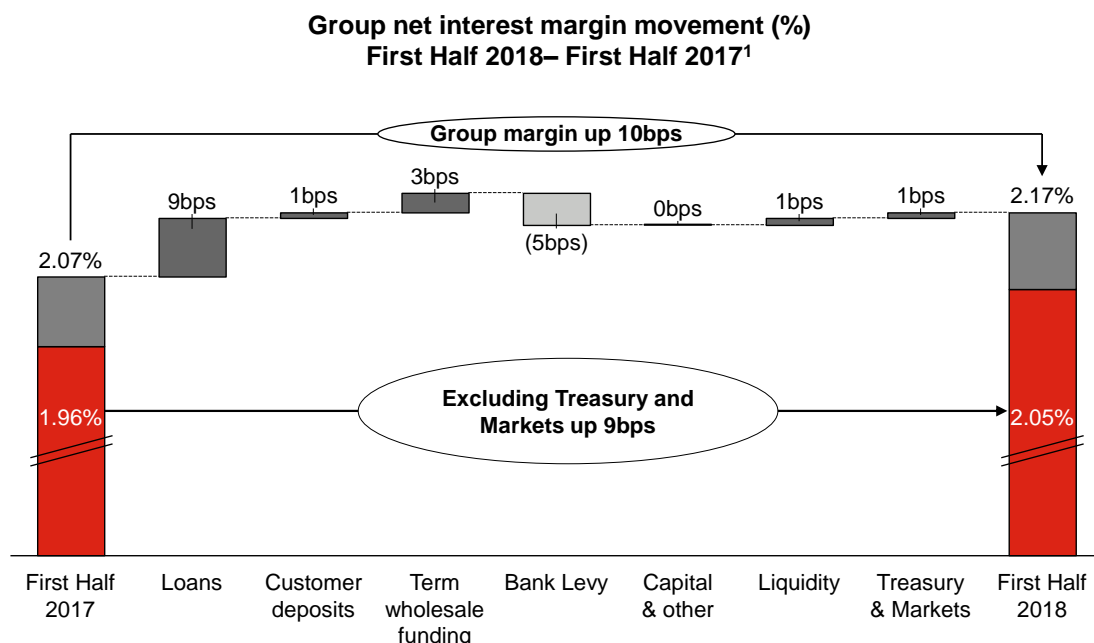 Group net interest margin movement (%)
First Half 2018– First Half 2017¹
Group margin up 10bps
2.07%
9bps
1bps
3bps
(5bps)
0bps
1bps
1bps
2.17%
Excluding Treasury and
Markets up 9bps
1.96%
2.05%
First Half
2017
Loans
Customer
deposits
Term
wholesale
funding
Bank Levy
Capital
& other
Liquidity
Treasury
& Markets
First Half
2018